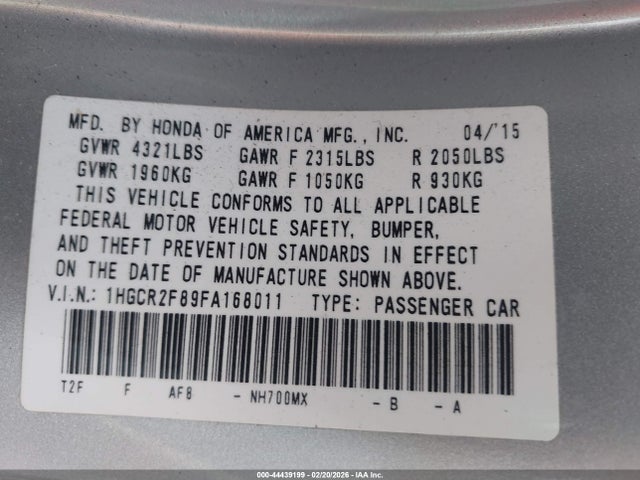 MFD. BY HONDA OF AMERICA MFG., INC. 04/'15
GVWR 4321LBS GAWR F 2315LBS R 2050LBS
GVWR 1960KG GAWR F 1050KG R 930KG
THIS VEHICLE CONFORMS TO ALL APPLICABLE
FEDERAL MOTOR VEHICLE SAFETY, BUMPER,
AND THEFT PREVENTION STANDARDS IN EFFECT
ON THE DATE OF MANUFACTURE SHOWN ABOVE.
V.I.N.: 1HGCR2F89FA168011 TYPE: PASSENGER CAR
T2F F AF8 - NH700MX - B - A
000-44439199 - 02/20/2026 - IAA Inc.